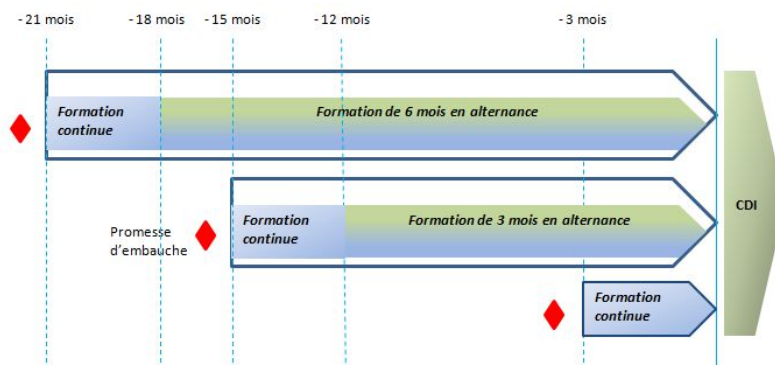 - 21 mois
- 18 mois
- 15 mois
- 12 mois
- 3 mois
Formation
continue
Formation de 6 mois en alternance
Promesse
d'embauche
Formation
continue
Formation de 3 mois en alternance
CDI
Formation
continue